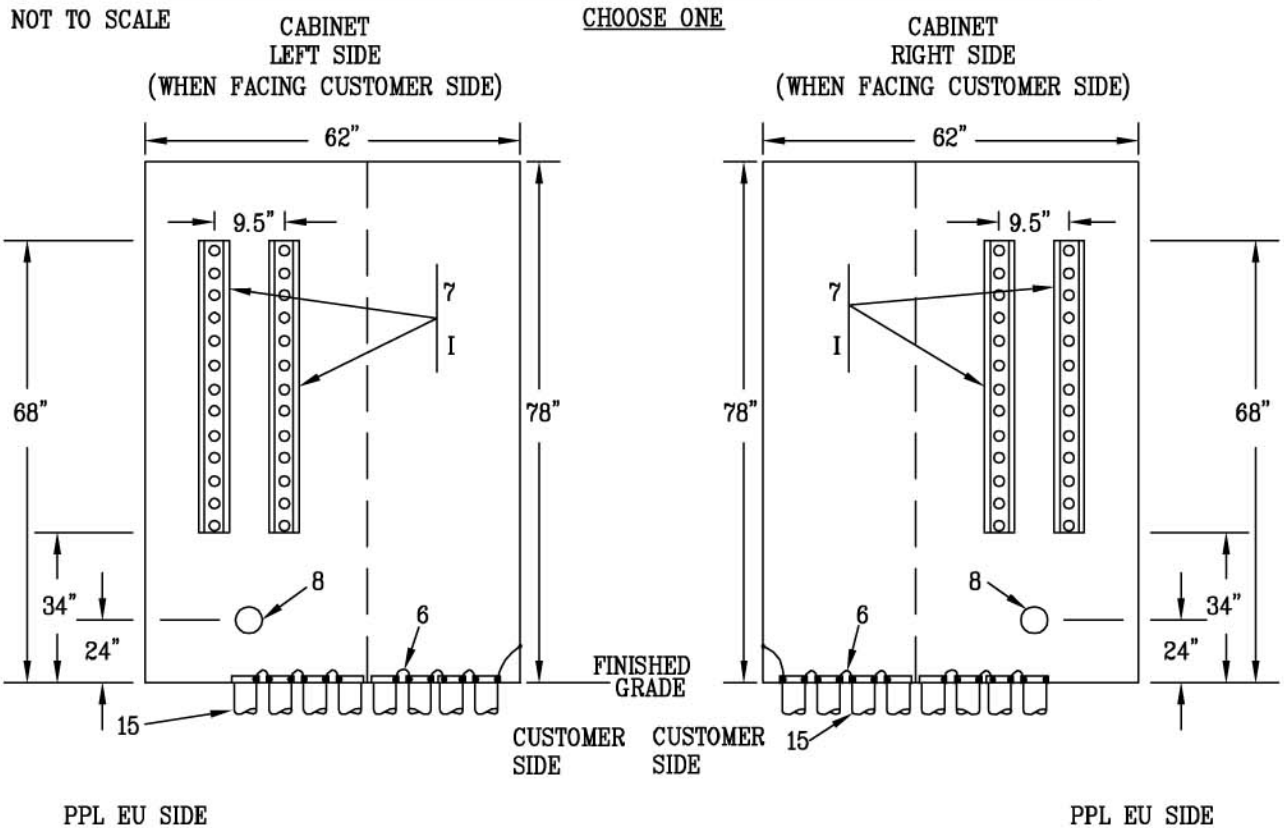 NOT TO SCALE
CHOOSE ONE
CABINET
LEFT SIDE
(WHEN FACING CUSTOMER SIDE)
62”
9.5”
7
I
68”
78”
34”
24”
8
6
15
CABINET
RIGHT SIDE
(WHEN FACING CUSTOMER SIDE)
62”
9.5”
7
I
78”
68”
8
34”
24”
6
15
FINISHED
GRADE
CUSTOMER
SIDE
CUSTOMER
SIDE
PPL EU SIDE
PPL EU SIDE